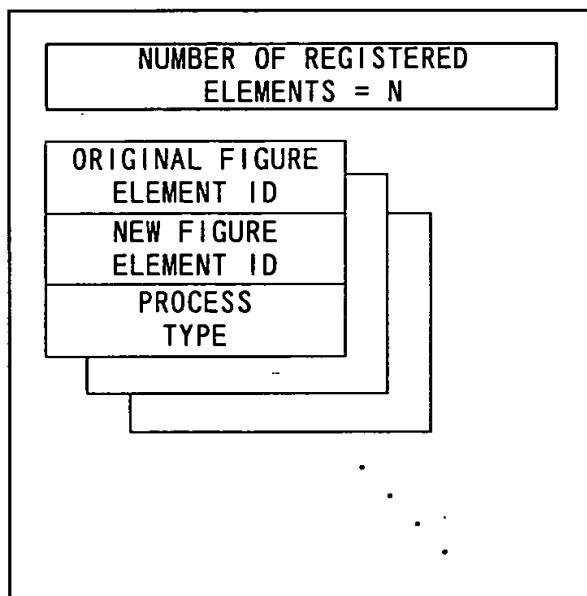 NUMBER OF REGISTERED
ELEMENTS = N
ORIGINAL FIGURE
ELEMENT ID
NEW FIGURE
ELEMENT ID
PROCESS
TYPE